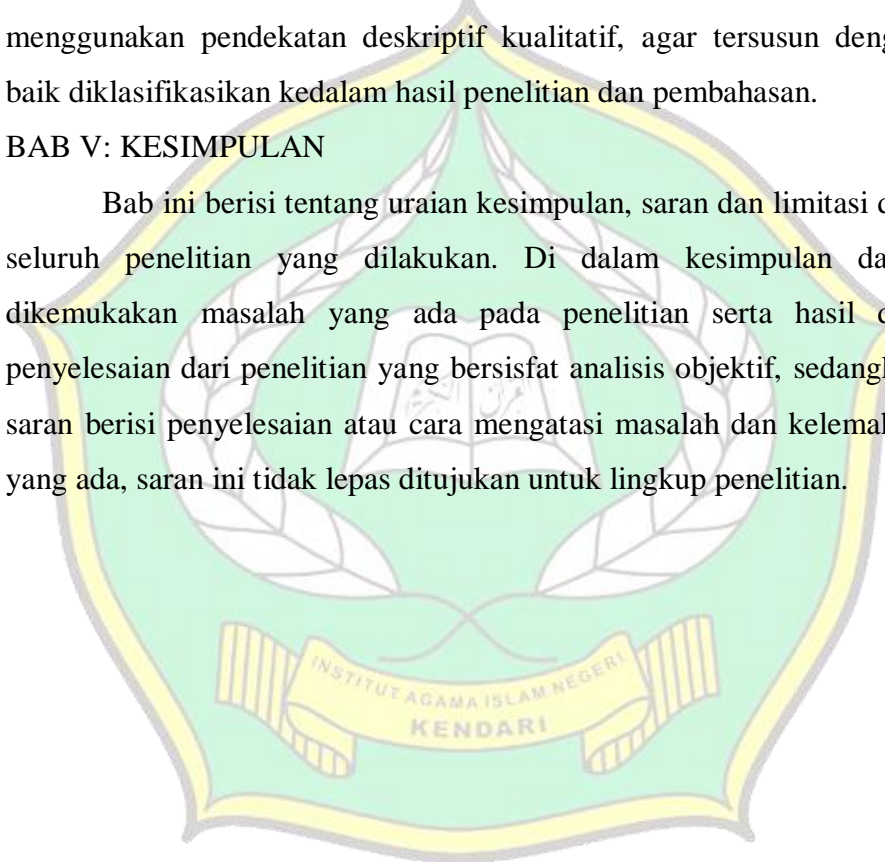 menggunakan pendekatan deskriptif kualitatif, agar tersusun deng
baik diklasifikasikan kedalam hasil penelitian dan pembahasan.
BAB V: KESIMPULAN
Bab ini berisi tentang uraian kesimpulan, saran dan limitasi d
seluruh penelitian yang dilakukan. Di dalam kesimpulan da
dikemukakan masalah yang ada pada penelitian serta hasil d
penyelesaian dari penelitian yang bersisfat analisis objektif, sedangl
saran berisi penyelesaian atau cara mengatasi masalah dan kelemal
yang ada, saran ini tidak lepas ditujukan untuk lingkup penelitian.
INSTITUT AGAMA ISLAM NEGERI
KENDARI